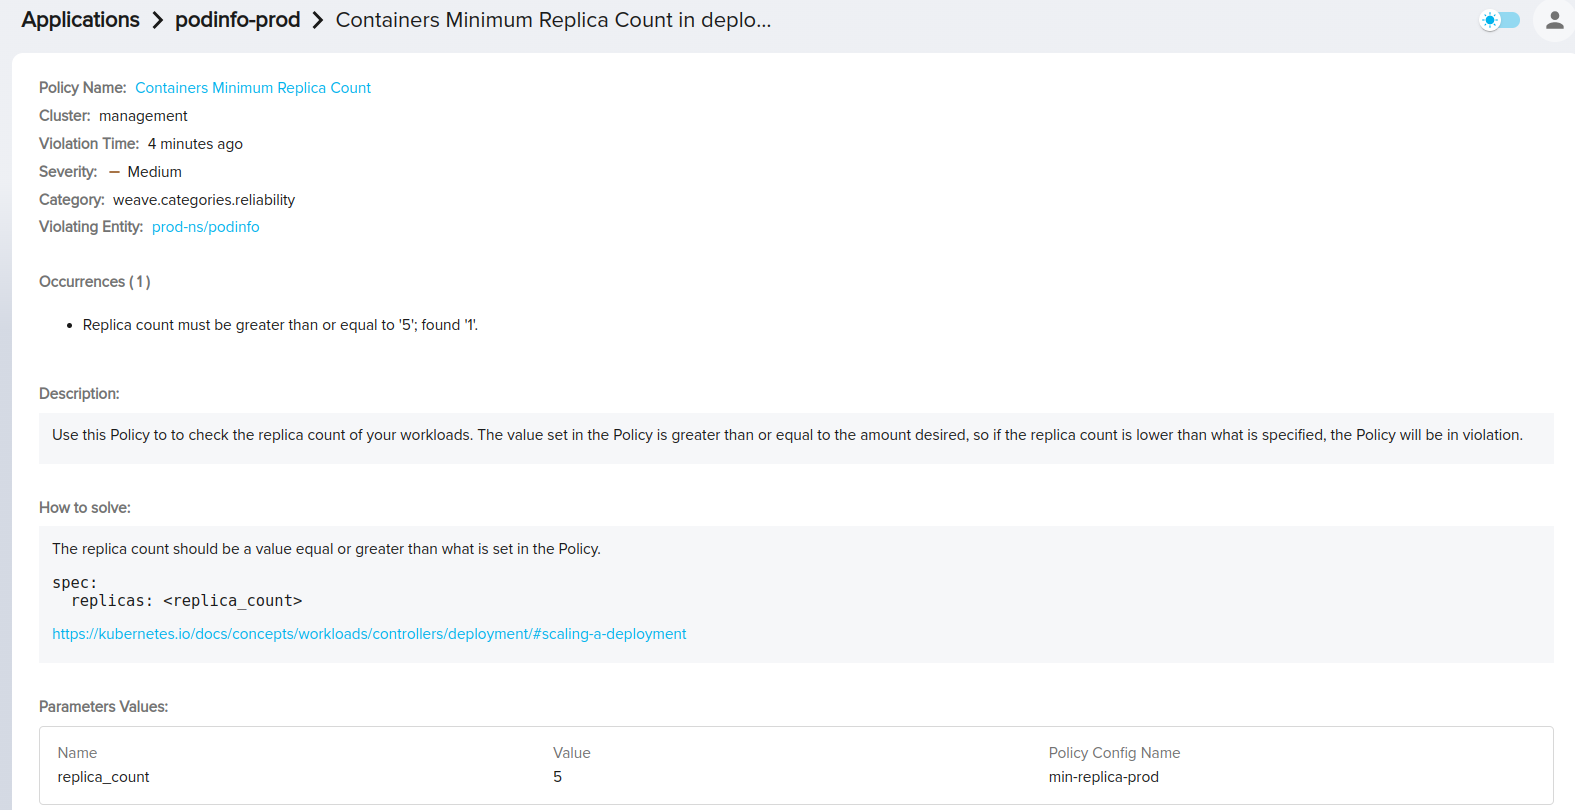 Applications > podinfo-prod > Containers Minimum Replica Count in deplo...
Policy Name: Containers Minimum Replica Count
Cluster: management
Violation Time: 4 minutes ago
Severity: – Medium
Category: weave.categories.reliability
Violating Entity: prod-ns/podinfo
Occurrences ( 1 )
• Replica count must be greater than or equal to '5'; found '1'.
Description:
Use this Policy to to check the replica count of your workloads. The value set in the Policy is greater than or equal to the amount desired, so if the replica count is lower than what is specified, the Policy will be in violation.
How to solve:
The replica count should be a value equal or greater than what is set in the Policy.
spec:
  replicas: <replica_count>
https://kubernetes.io/docs/concepts/workloads/controllers/deployment/#scaling-a-deployment
Parameters Values:
Name Value Policy Config Name
replica_count 5 min-replica-prod